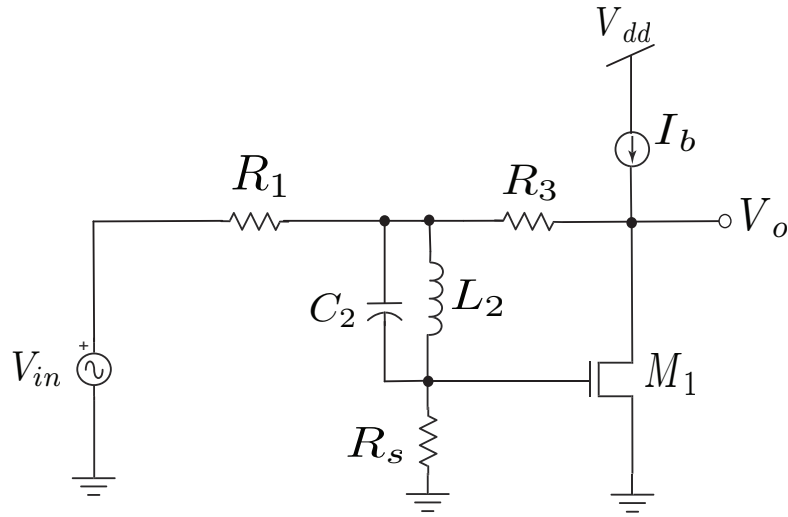 V_dd
I_b
R_1
R_3
V_o
C_2
L_2
+
V_in
M_1
R_s